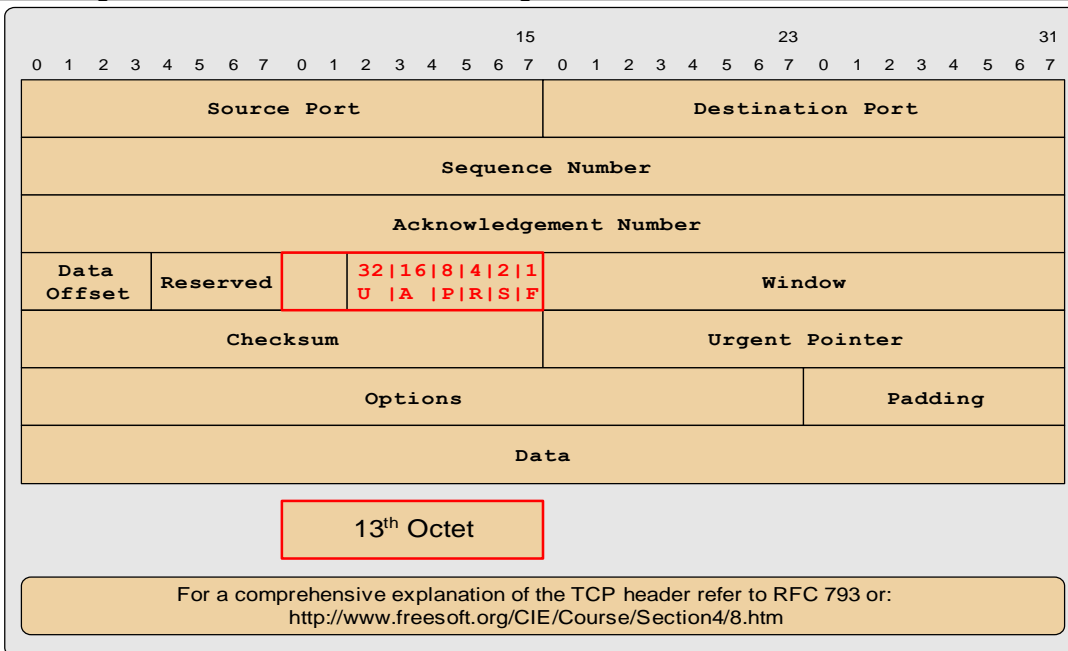 15 23 31
0 1 2 3 4 5 6 7 0 1 2 3 4 5 6 7 0 1 2 3 4 5 6 7 0 1 2 3 4 5 6 7
Source Port Destination Port
Sequence Number
Acknowledgement Number
Data Offset Reserved 32|16|8|4|2|1 Window
U |A |P|R|S|F
Checksum Urgent Pointer
Options Padding
Data
13th Octet
For a comprehensive explanation of the TCP header refer to RFC 793 or:
http://www.freesoft.org/CIE/Course/Section4/8.htm